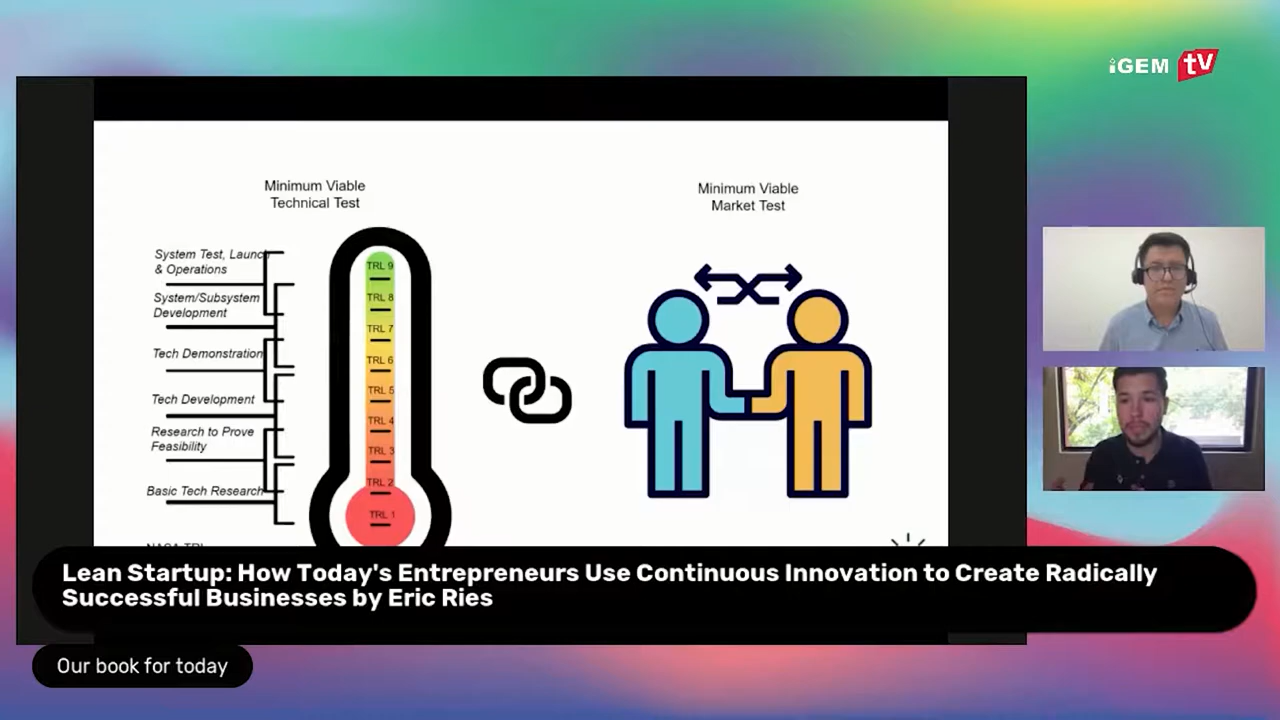 iGEM tv
Minimum Viable
Technical Test
Minimum Viable
Market Test
System Test, Launch
& Operations
System/Subsystem
Development
Tech Demonstration
Tech Development
Research to Prove
Feasibility
Basic Tech Research
TRL 9
TRL 8
TRL 7
TRL 6
TRL 5
TRL 4
TRL 3
TRL 2
TRL 1
Lean Startup: How Today's Entrepreneurs Use Continuous Innovation to Create Radically
Successful Businesses by Eric Ries
Our book for today